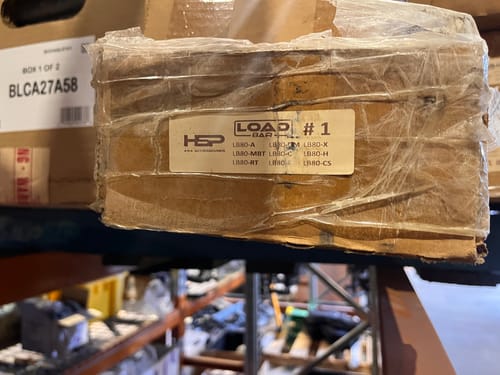 BOX 1 OF 2
BLCA27A58
HSP
LOAD
BAR
# 1
LB80-A LB80-X
LB80-MBT LB80-H
LB80-RT LB80-CS